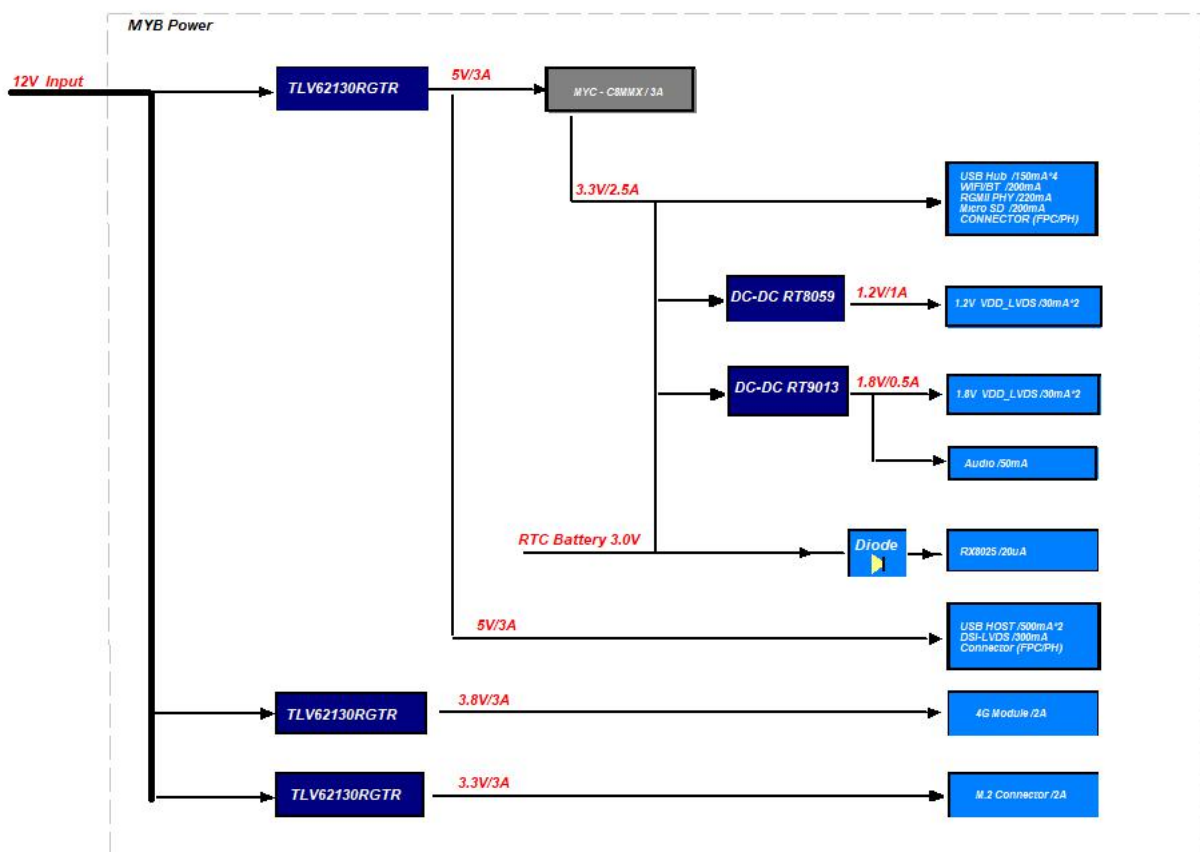 MYB Power
12V Input
TLV62130RGTR
5V/3A
MYC - C8MMX / 3A
3.3V/2.5A
USB Hub /150mA*4
WIFI/BT /200mA
RGMII PHY /220mA
Micro SD /200mA
CONNECTOR (FPC/PH)
DC-DC RT8059
1.2V/1A
1.2V VDD_LVDS /30mA*2
DC-DC RT9013
1.8V/0.5A
1.8V VDD_LVDS /30mA*2
Audio /50mA
RTC Battery 3.0V
Diode
RX8025 /20uA
5V/3A
USB HOST /500mA*2
DSI-LVDS /300mA
Connector (FPC/PH)
TLV62130RGTR
3.8V/3A
4G Module /2A
TLV62130RGTR
3.3V/3A
M.2 Connector /2A